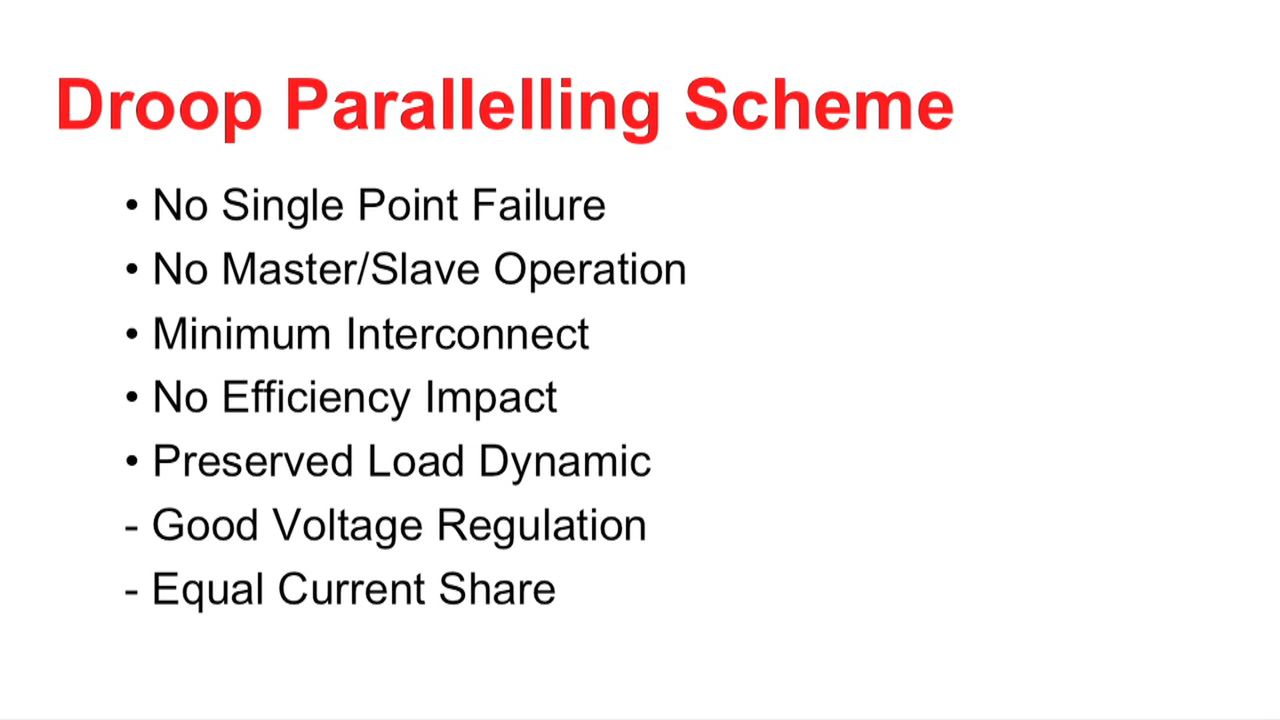 Droop Parallelling Scheme
• No Single Point Failure
• No Master/Slave Operation
• Minimum Interconnect
• No Efficiency Impact
• Preserved Load Dynamic
- Good Voltage Regulation
- Equal Current Share